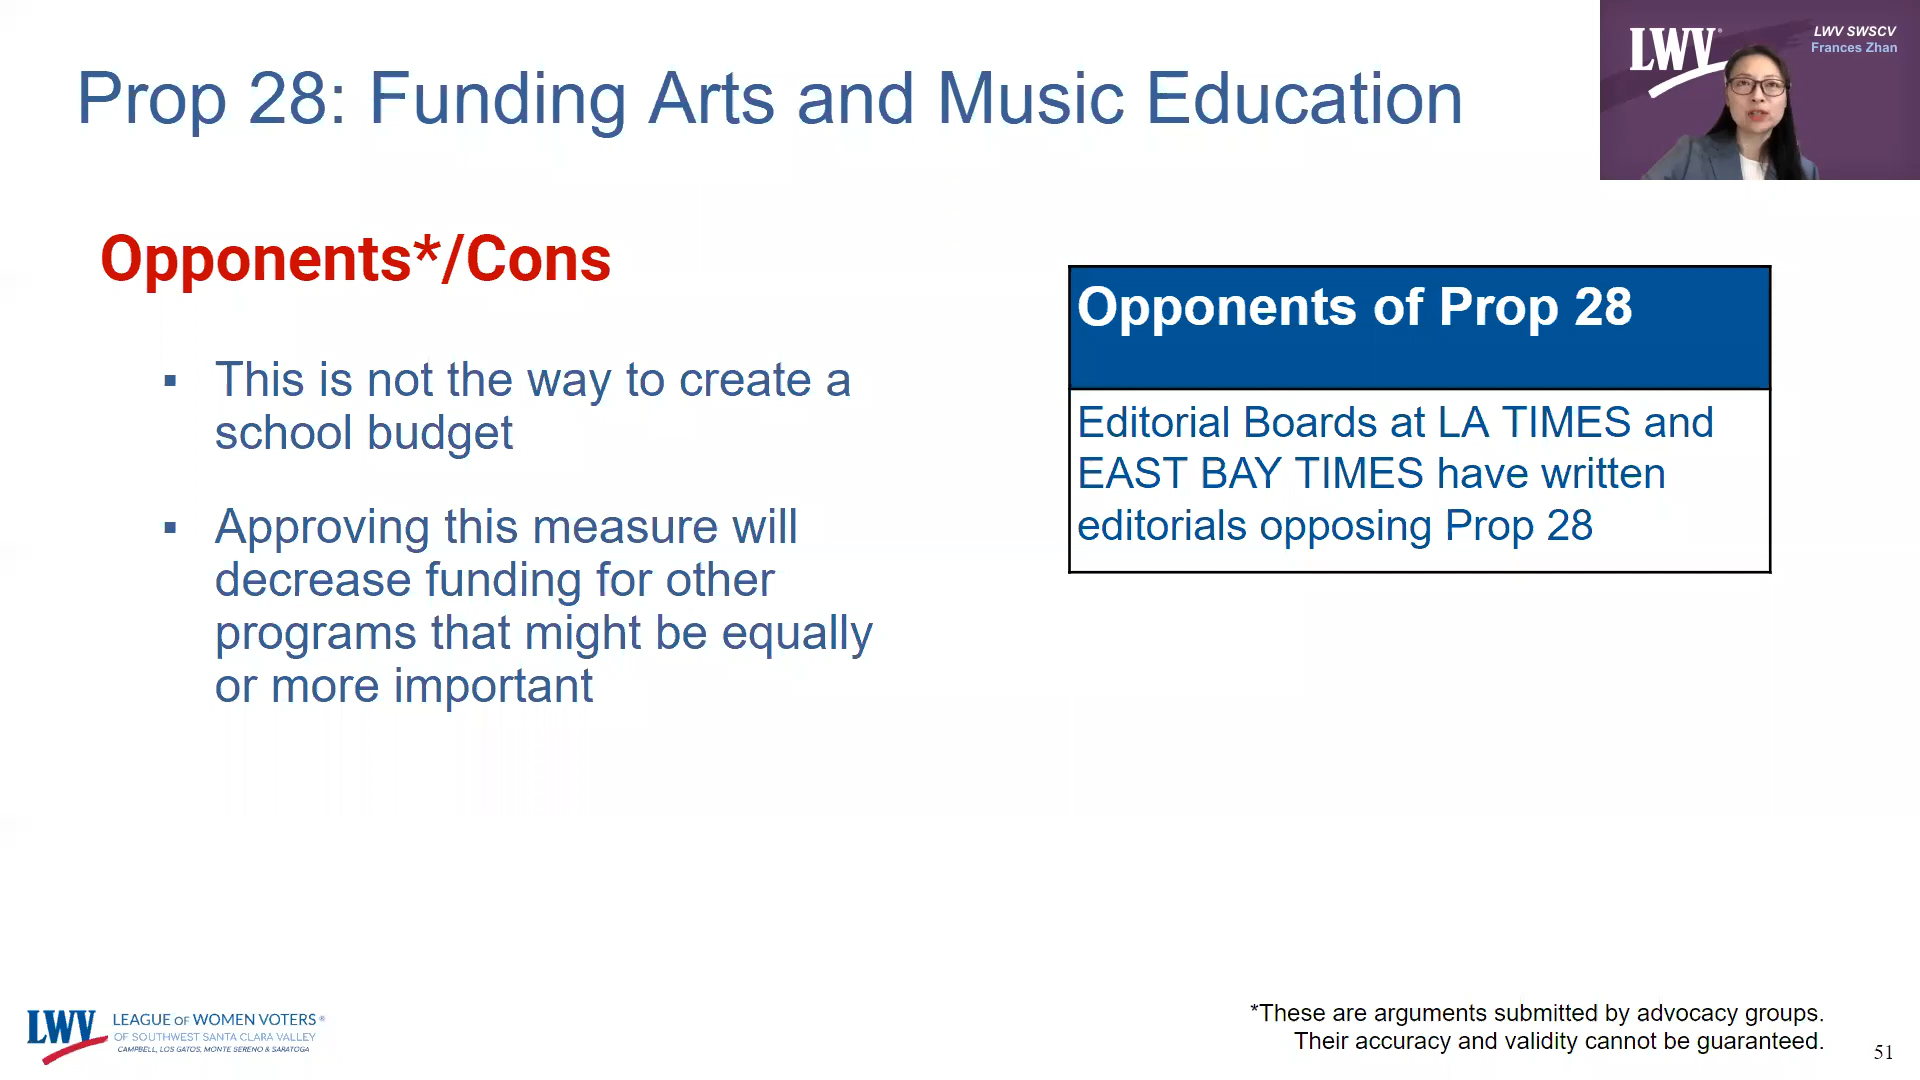 Prop 28: Funding Arts and Music Education
LWV®
LWV SWSCV
Frances Zhan
Opponents*/Cons
▪ This is not the way to create a
school budget
▪ Approving this measure will
decrease funding for other
programs that might be equally
or more important
Opponents of Prop 28
Editorial Boards at LA TIMES and
EAST BAY TIMES have written
editorials opposing Prop 28
LWV
LEAGUE OF WOMEN VOTERS®
OF SOUTHWEST SANTA CLARA VALLEY
CAMPBELL, LOS GATOS, MONTE SERENO & SARATOGA
*These are arguments submitted by advocacy groups.
Their accuracy and validity cannot be guaranteed.
51